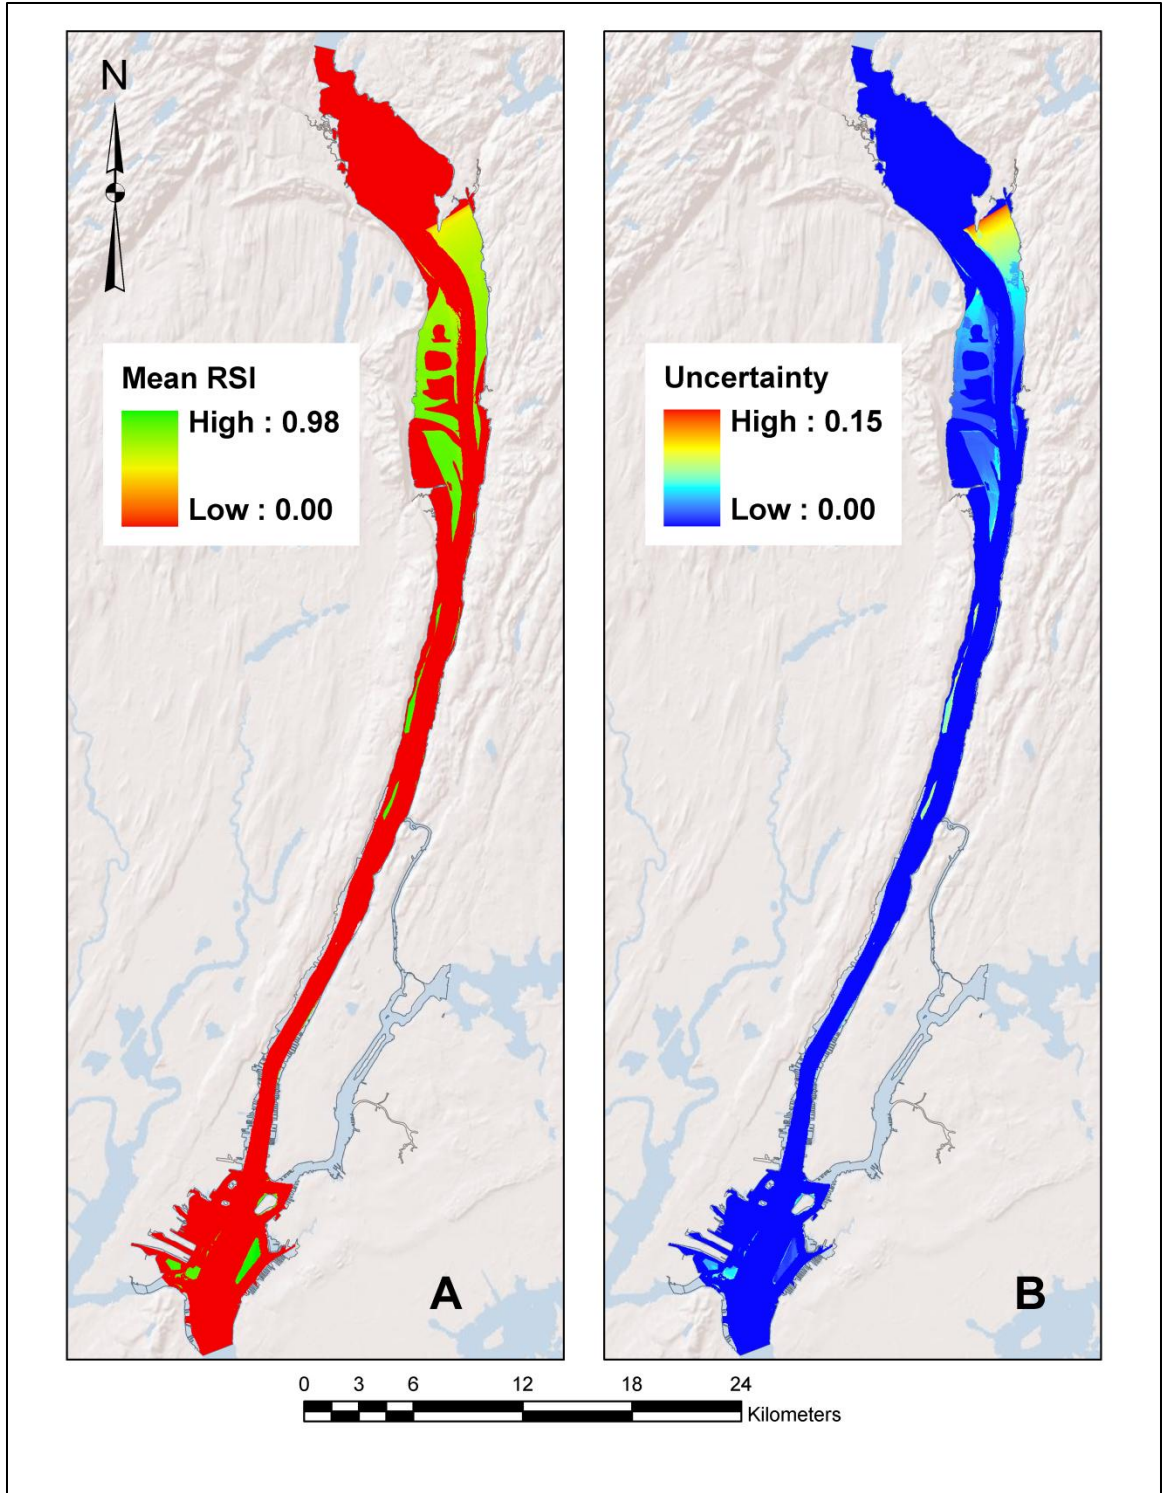 N
Mean RSI
High : 0.98
Low : 0.00
A
Uncertainty
High : 0.15
Low : 0.00
B
0 3 6 12 18 24
Kilometers